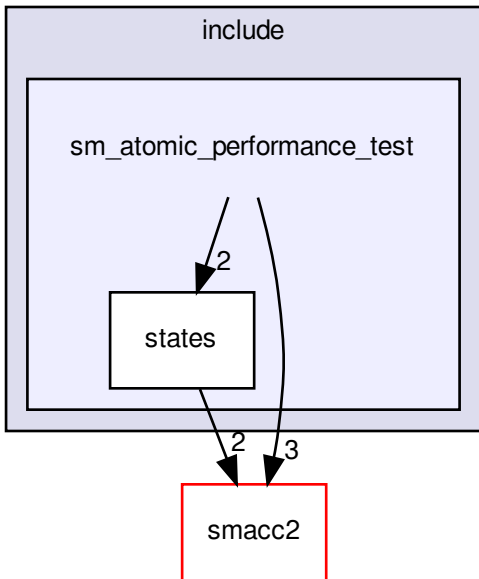 include
sm_atomic_performance_test
2
states
2
3
smacc2